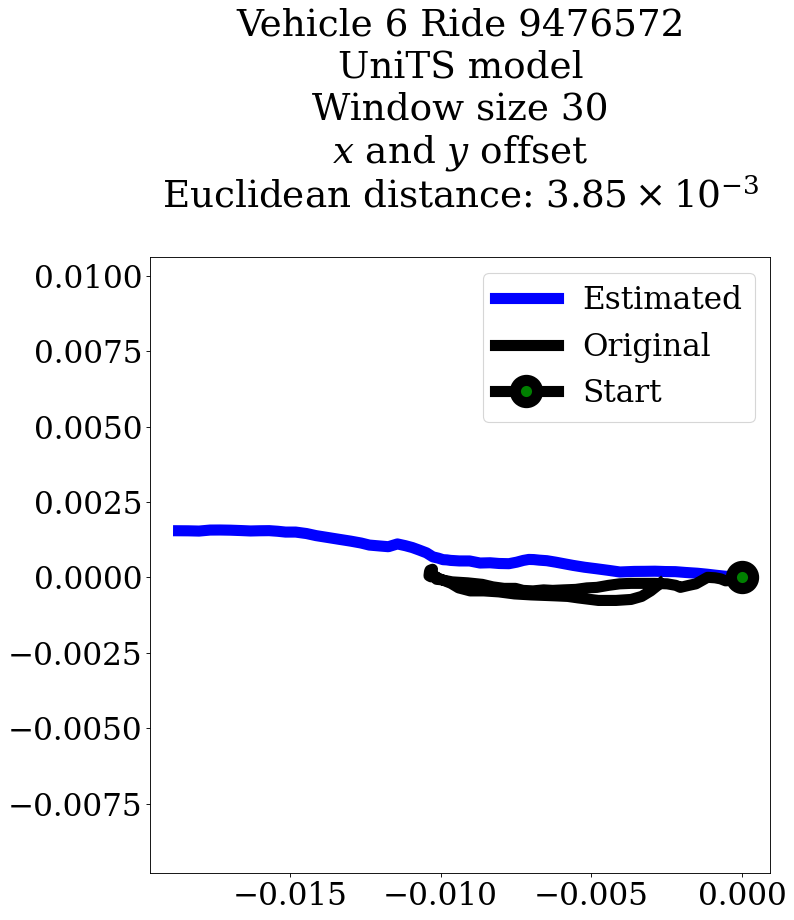 Vehicle 6 Ride 9476572
UniTS model
Window size 30
x and y offset
Euclidean distance: 3.85 × 10⁻³
0.0100
0.0075
0.0050
0.0025
0.0000
−0.0025
−0.0050
−0.0075
Estimated
Original
Start
−0.015 −0.010 −0.005 0.000